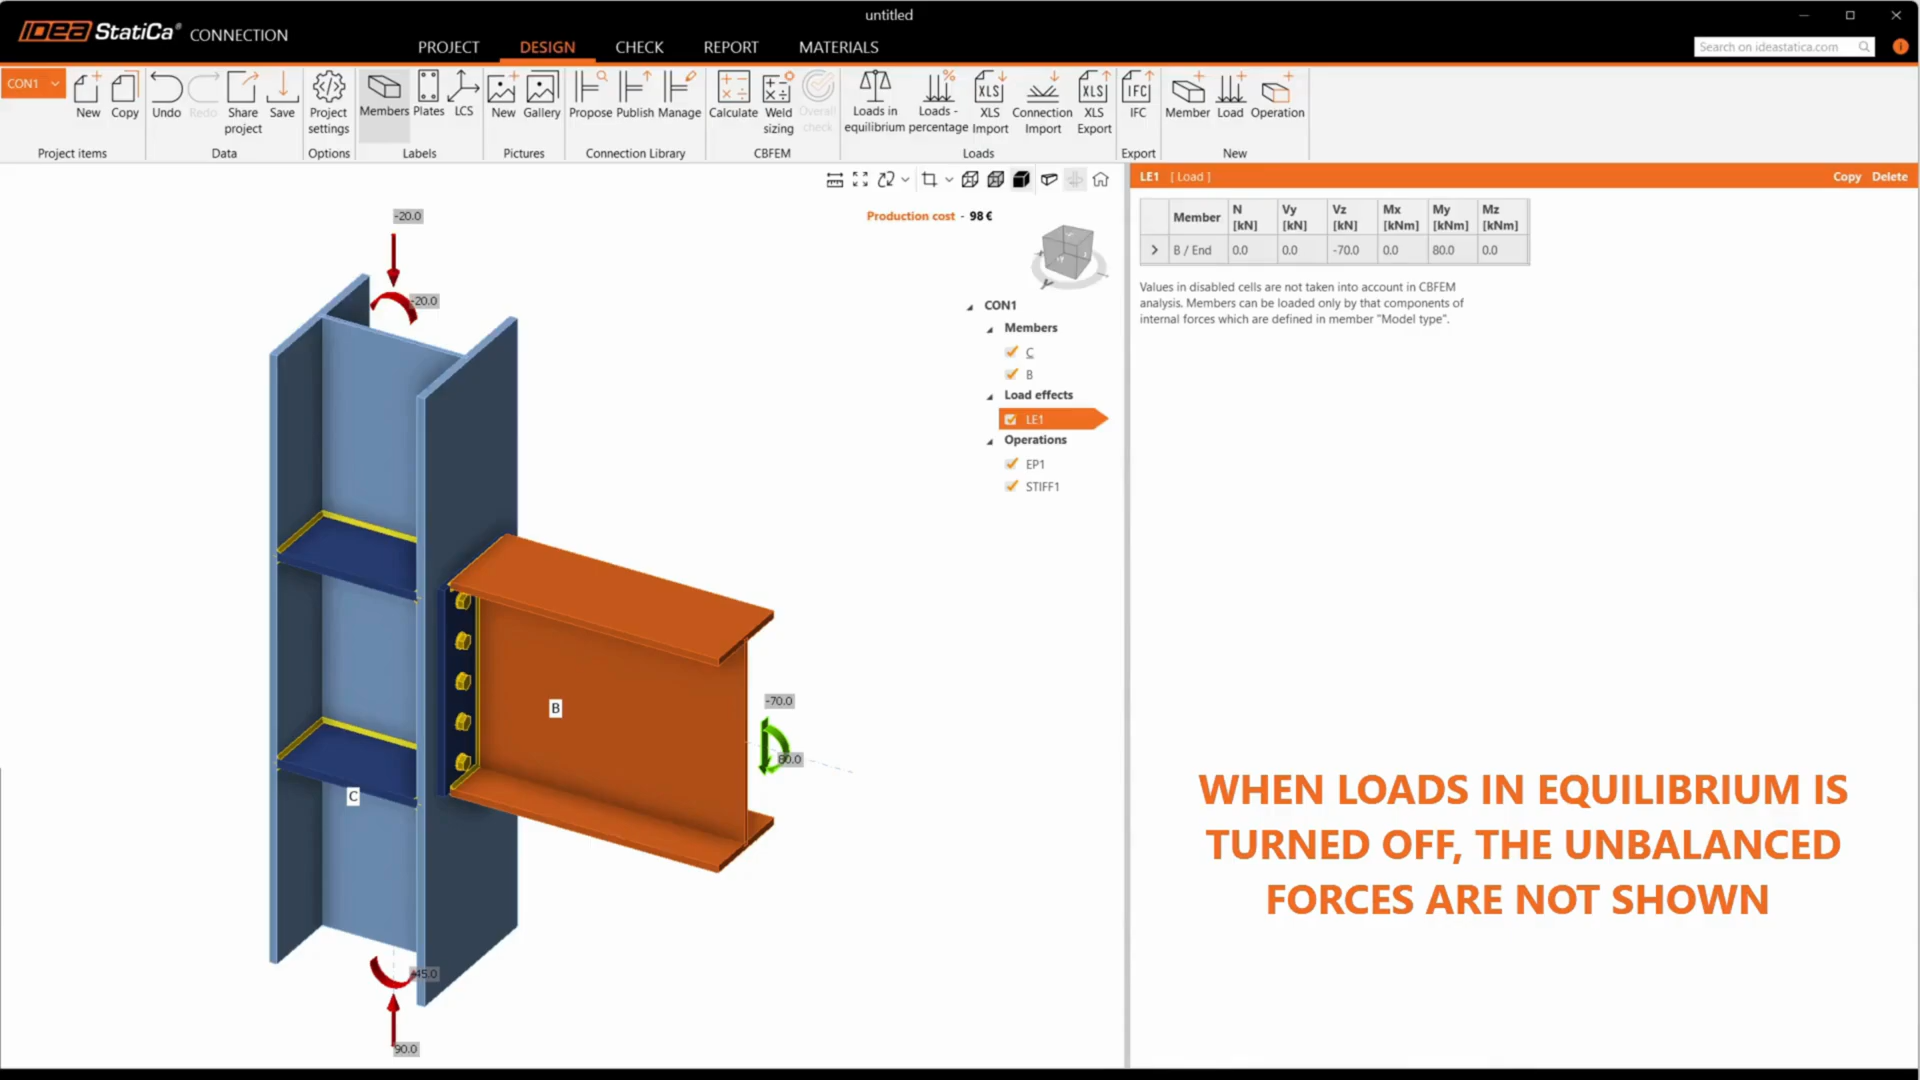 untitled
IDEA StatiCa® CONNECTION
PROJECT DESIGN CHECK REPORT MATERIALS
Search on ideastatica.com
CON1
New Copy
Project items
Undo Redo Share project Save
Data
Project settings
Options
Members Plates LCS
Labels
New Gallery
Pictures
Propose Publish Manage
Connection Library
Calculate Weld sizing Overall check
CBFEM
Loads in equilibrium Loads - percentage XLS Import Connection Import XLS Export
Loads
IFC
Export
Member Load Operation
New
Production cost - 98 €
CON1
Members
C
B
Load effects
LE1
Operations
EP1
STIFF1
-20.0
-20.0
B
C
-70.0
80.0
90.0
LE1 [ Load ] Copy Delete
Member N [kN] Vy [kN] Vz [kN] Mx [kNm] My [kNm] Mz [kNm]
B / End 0.0 0.0 -70.0 0.0 80.0 0.0
Values in disabled cells are not taken into account in CBFEM
analysis. Members can be loaded only by that components of
internal forces which are defined in member "Model type".
WHEN LOADS IN EQUILIBRIUM IS
TURNED OFF, THE UNBALANCED
FORCES ARE NOT SHOWN